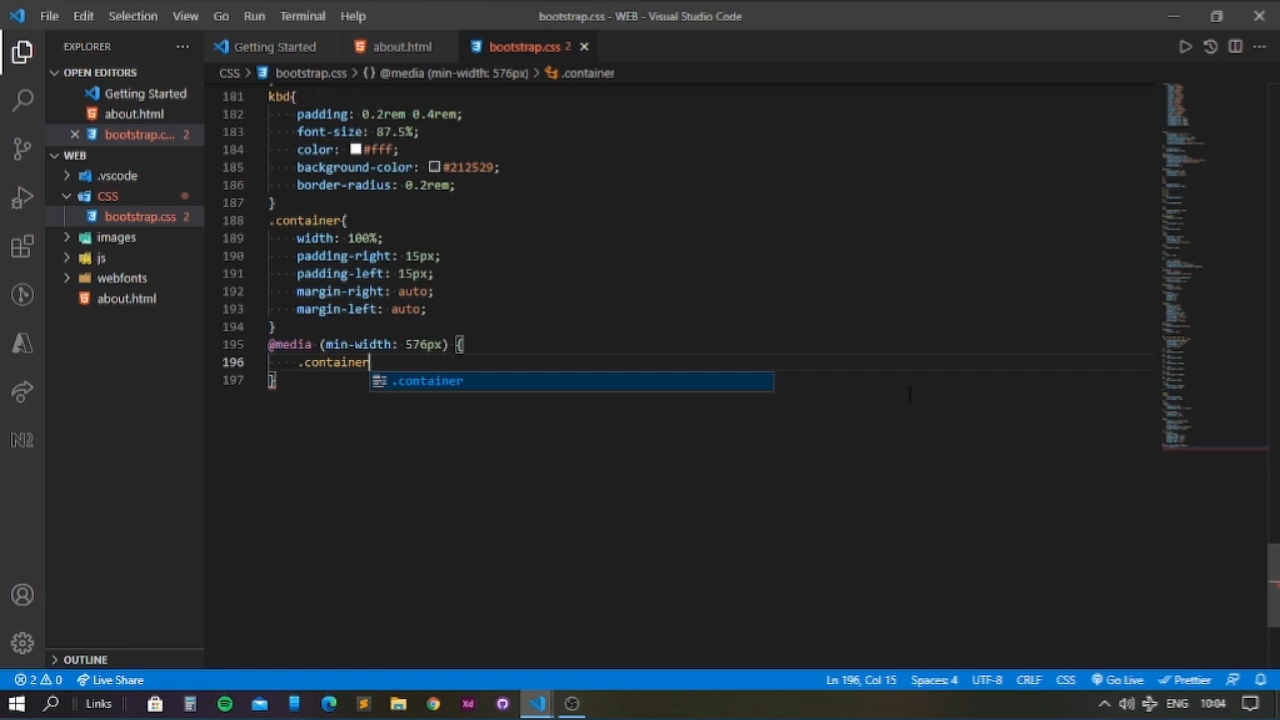 File Edit Selection View Go Run Terminal Help bootstrap.css - WEB - Visual Studio Code
EXPLORER Getting Started about.html bootstrap.css 2
OPEN EDITORS
Getting Started
about.html
bootstrap.c... 2
WEB
.vscode
CSS
bootstrap.css 2
images
js
webfonts
about.html
OUTLINE
CSS > bootstrap.css > {} @media (min-width: 576px) > .container
181 kbd{
182 padding: 0.2rem 0.4rem;
183 font-size: 87.5%;
184 color: #fff;
185 background-color: #212529;
186 border-radius: 0.2rem;
187 }
188 .container{
189 width: 100%;
190 padding-right: 15px;
191 padding-left: 15px;
192 margin-right: auto;
193 margin-left: auto;
194 }
195 @media (min-width: 576px) {
196 .container
197 }
.container
2 0 Live Share Ln 196, Col 15 Spaces: 4 UTF-8 CRLF CSS Go Live Prettier
Links Xd ENG 10:04